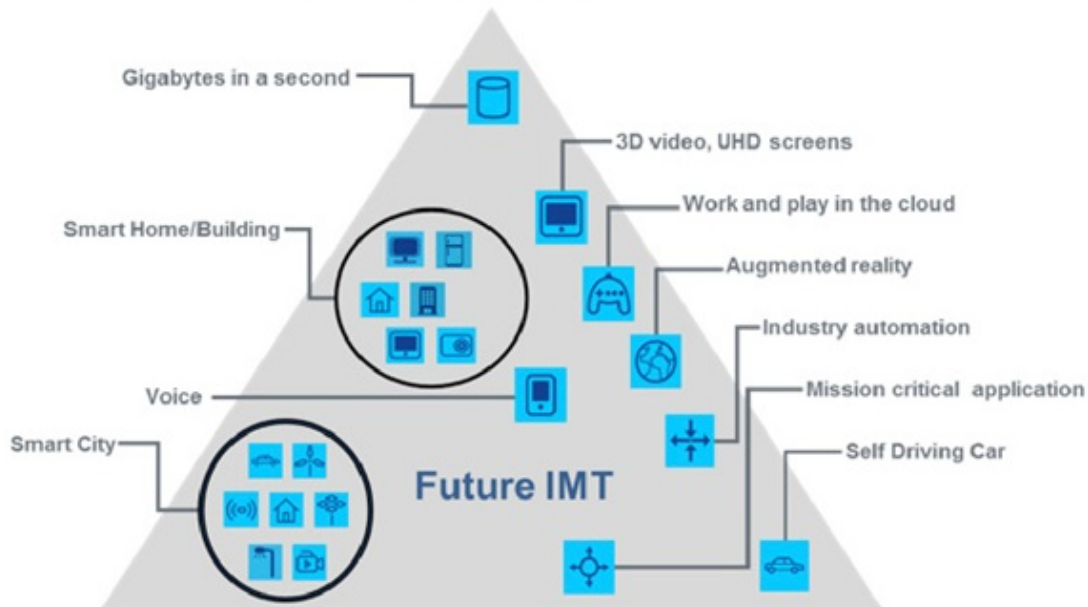 Gigabytes in a second
3D video, UHD screens
Work and play in the cloud
Smart Home/Building
Augmented reality
Industry automation
Mission critical application
Voice
Smart City
Self Driving Car
Future IMT